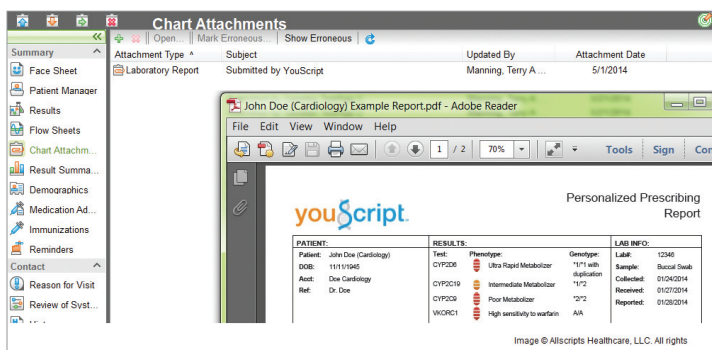 Chart Attachments
Open... Mark Erroneous... Show Erroneous
Summary
Face Sheet
Patient Manager
Results
Flow Sheets
Chart Attachm...
Result Summa...
Demographics
Medication Ad...
Immunizations
Reminders
Contact
Reason for Visit
Review of Syst...
Attachment Type Subject Updated By Attachment Date
Laboratory Report Submitted by YouScript Manning, Terry A ... 5/1/2014
John Doe (Cardiology) Example Report.pdf - Adobe Reader
File Edit View Window Help
1 / 2 70% Tools Sign
youScript.
Personalized Prescribing
Report
PATIENT:
Patient: John Doe (Cardiology)
DOB: 11/11/1945
Acct: Doe Cardiology
Ref: Dr. Doe
RESULTS:
Test: Phenotype: Genotype:
CYP2D6 Ultra Rapid Metabolizer *1/*1 with
duplication
CYP2C19 Intermediate Metabolizer *1/*2
CYP2C9 Poor Metabolizer *2/*2
VKORC1 High sensitivity to warfarin A/A
LAB INFO:
Lab#: 12346
Sample: Buccal Swab
Collected: 01/24/2014
Received: 01/27/2014
Reported: 01/28/2014
Image © Allscripts Healthcare, LLC. All rights